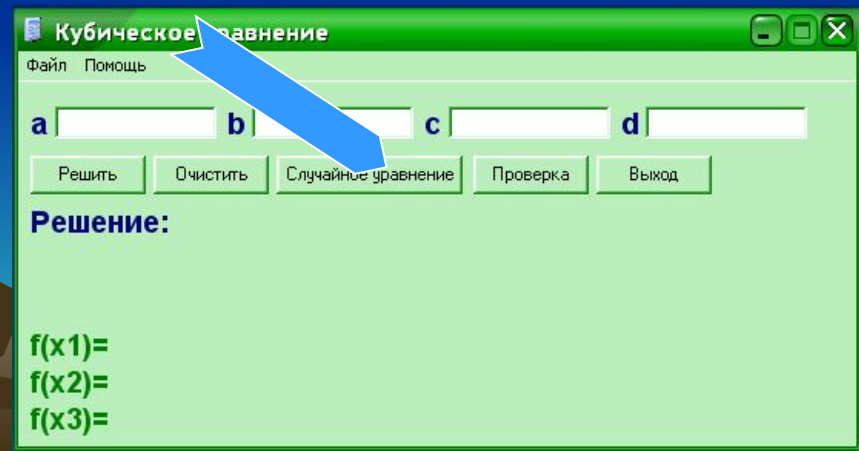 Кубическое уравнение
Файл Помощь
a b c d
Решить Очистить Случайное уравнение Проверка Выход
Решение:
f(x1)=
f(x2)=
f(x3)=